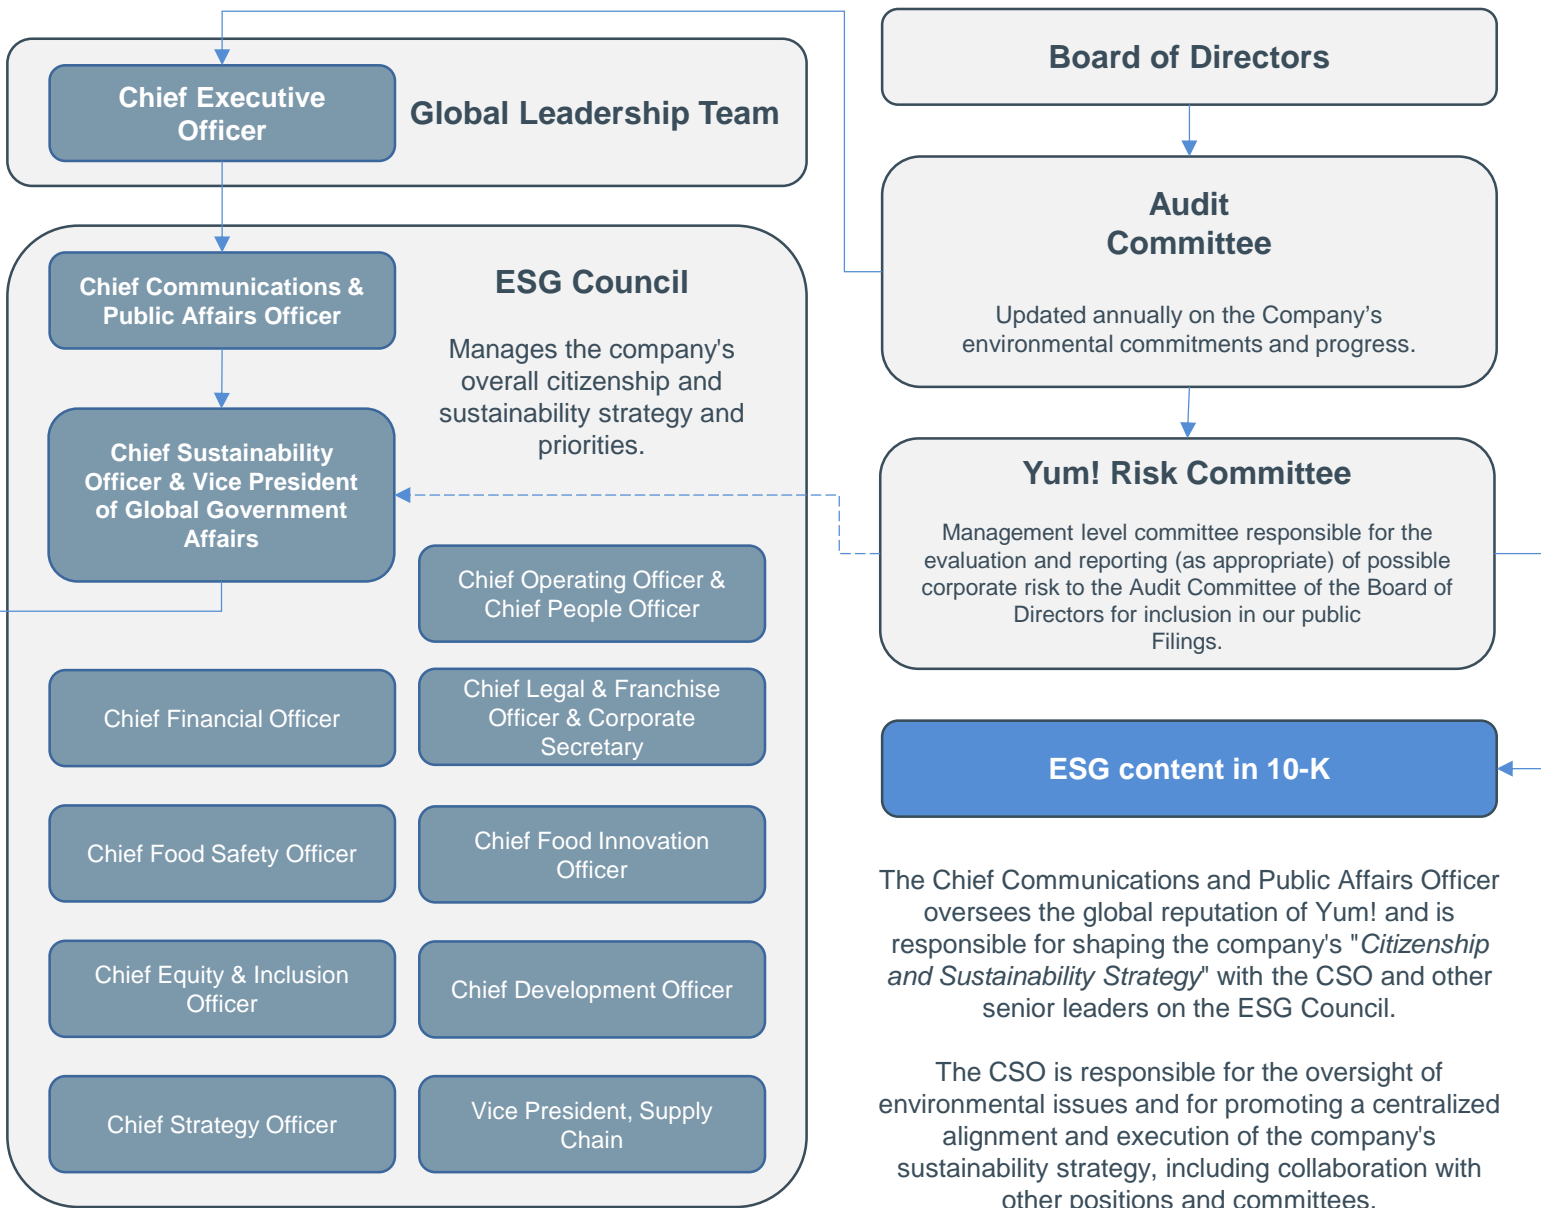 Chief Executive
Officer
Global Leadership Team
Board of Directors
Audit
Committee
Updated annually on the Company’s
environmental commitments and progress.
Chief Communications &
Public Affairs Officer
ESG Council
Manages the company's
overall citizenship and
sustainability strategy and
priorities.
Chief Sustainability
Officer & Vice President
of Global Government
Affairs
Yum! Risk Committee
Management level committee responsible for the
evaluation and reporting (as appropriate) of possible
corporate risk to the Audit Committee of the Board of
Directors for inclusion in our public
Filings.
Chief Operating Officer &
Chief People Officer
Chief Financial Officer
Chief Legal & Franchise
Officer & Corporate
Secretary
ESG content in 10-K
Chief Food Safety Officer
Chief Food Innovation
Officer
Chief Equity & Inclusion
Officer
Chief Development Officer
Chief Strategy Officer
Vice President, Supply
Chain
The Chief Communications and Public Affairs Officer
oversees the global reputation of Yum! and is
responsible for shaping the company's "Citizenship
and Sustainability Strategy" with the CSO and other
senior leaders on the ESG Council.
The CSO is responsible for the oversight of
environmental issues and for promoting a centralized
alignment and execution of the company's
sustainability strategy, including collaboration with
other positions and committees.